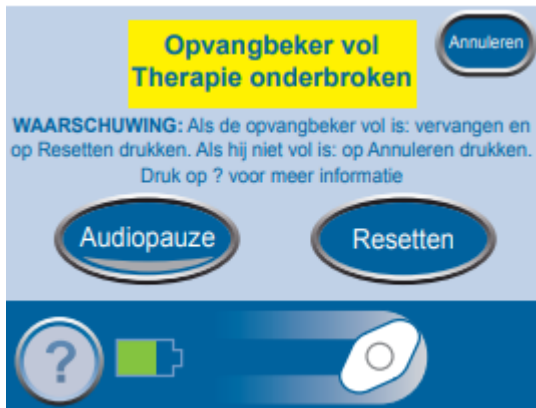 Opvangbeker vol
Therapie onderbroken
Annuleren
WAARSCHUWING: Als de opvangbeker vol is: vervangen en
op Resetten drukken. Als hij niet vol is: op Annuleren drukken.
Druk op ? voor meer informatie
Audiopauze
Resetten
?